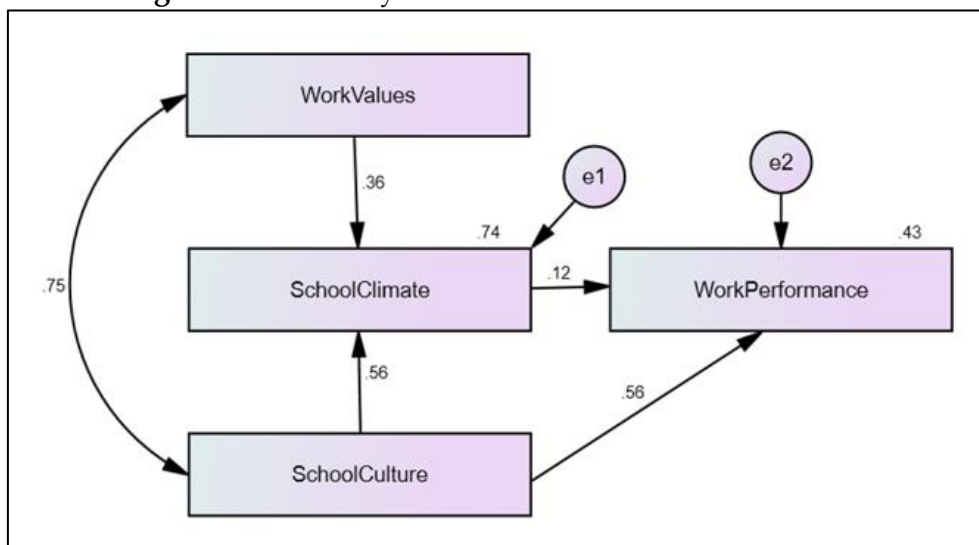 WorkValues
.36
e1
e2
.74
.43
.75
SchoolClimate
.12
WorkPerformance
.56
.56
SchoolCulture